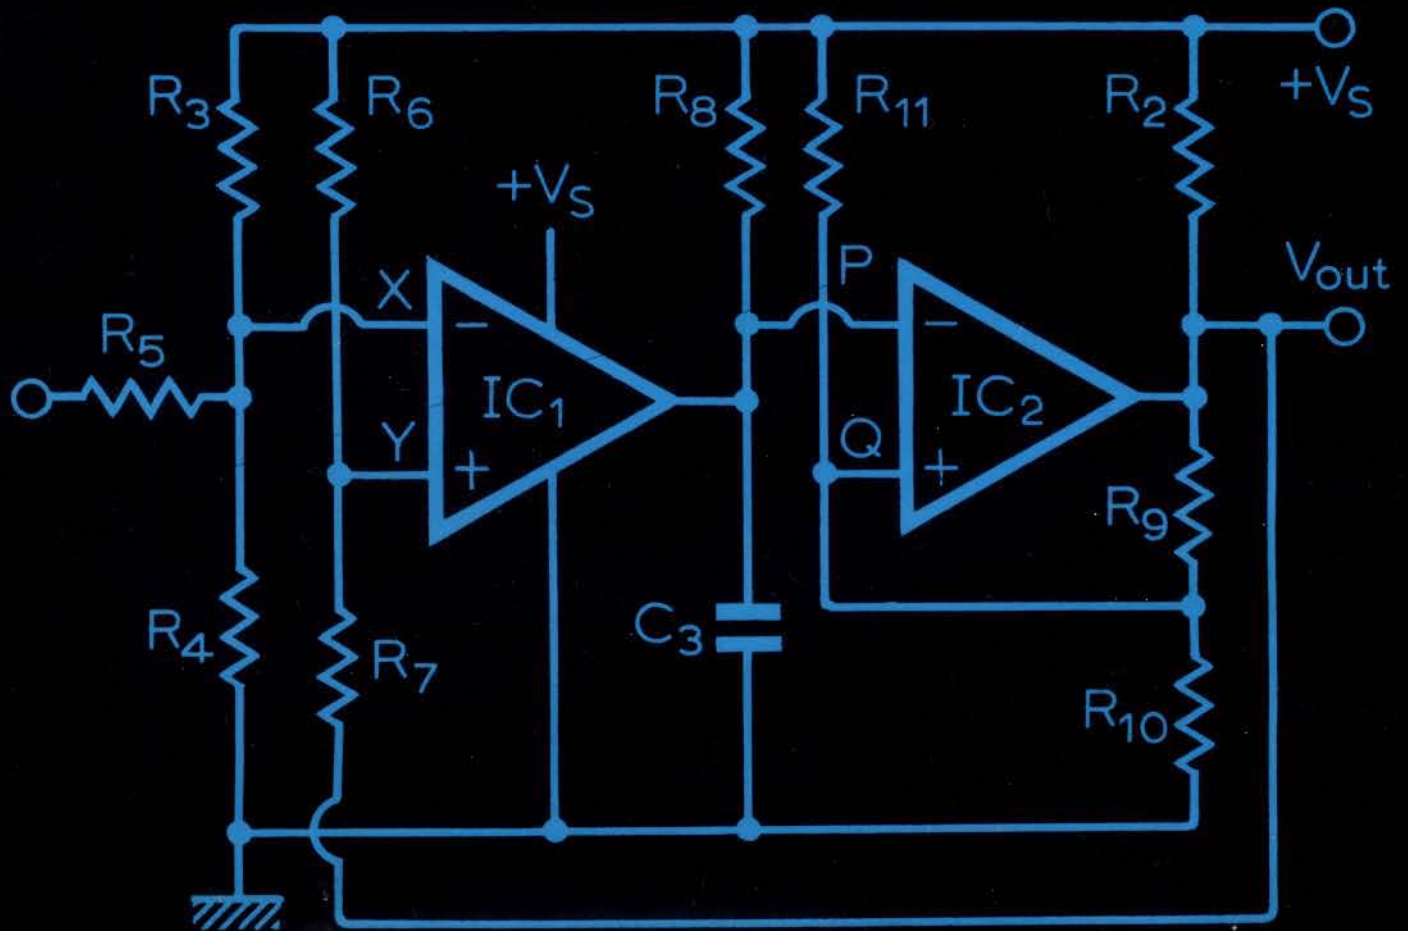 R3
R6
R8
R11
R2
+VS
+VS
X
P
Vout
R5
−
IC1
−
IC2
Y
+
Q
+
R9
R4
R7
C3
R10